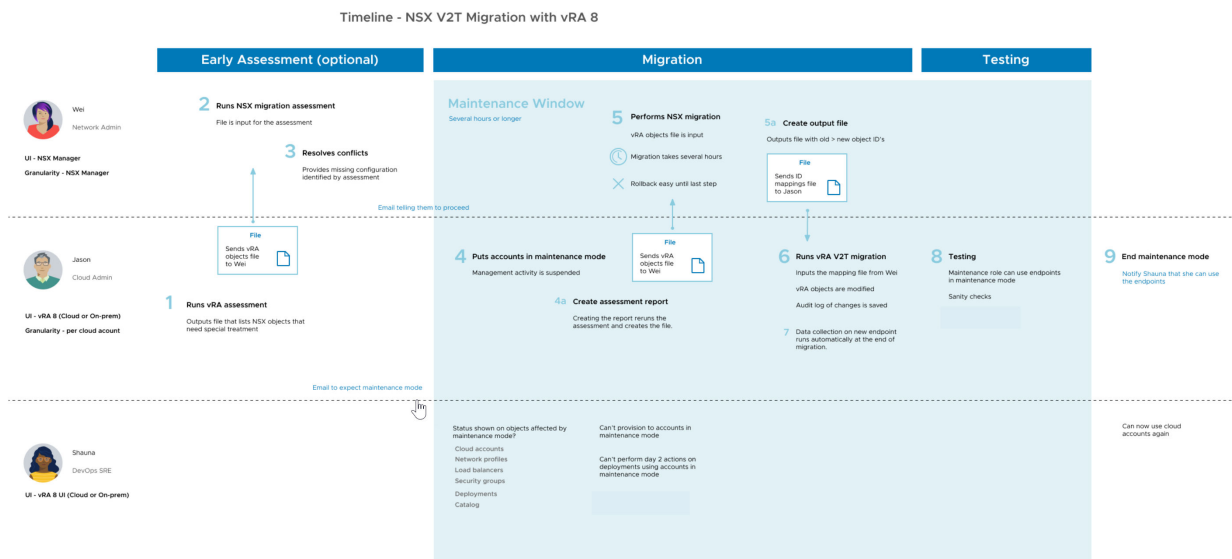 Timeline - NSX V2T Migration with vRA 8
Early Assessment (optional)
Migration
Testing
Wei
Network Admin
UI - NSX Manager
Granularity - NSX Manager
2 Runs NSX migration assessment
File is input for the assessment
3 Resolves conflicts
Provides missing configuration
identified by assessment
Maintenance Window
Several hours or longer
5 Performs NSX migration
vRA objects file is input
Migration takes several hours
Rollback easy until last step
5a Create output file
Outputs file with old > new object ID's
File
Sends ID
mappings file
to Jason
Email telling them to proceed
Jason
Cloud Admin
UI - vRA 8 (Cloud or On-prem)
Granularity - per cloud acount
File
Sends vRA
objects file
to Wei
1 Runs vRA assessment
Outputs file that lists NSX objects that
need special treatment
4 Puts accounts in maintenance mode
Management activity is suspended
File
Sends vRA
objects file
to Wei
4a Create assessment report
Creating the report reruns the
assessment and creates the file.
6 Runs vRA V2T migration
Inputs the mapping file from Wei
vRA objects are modified
Audit log of changes is saved
7 Data collection on new endpoint
runs automatically at the end of
migration.
8 Testing
Maintenance role can use endpoints
in maintenance mode
Sanity checks
9 End maintenance mode
Notify Shauna that she can use
the endpoints
Email to expect maintenance mode
Shauna
DevOps SRE
UI - vRA 8 UI (Cloud or On-prem)
Status shown on objects affected by
maintenance mode?
Cloud accounts
Network profiles
Load balancers
Security groups
Deployments
Catalog
Can't provision to accounts in
maintenance mode
Can't perform day 2 actions on
deployments using accounts in
maintenance mode
Can now use cloud
accounts again